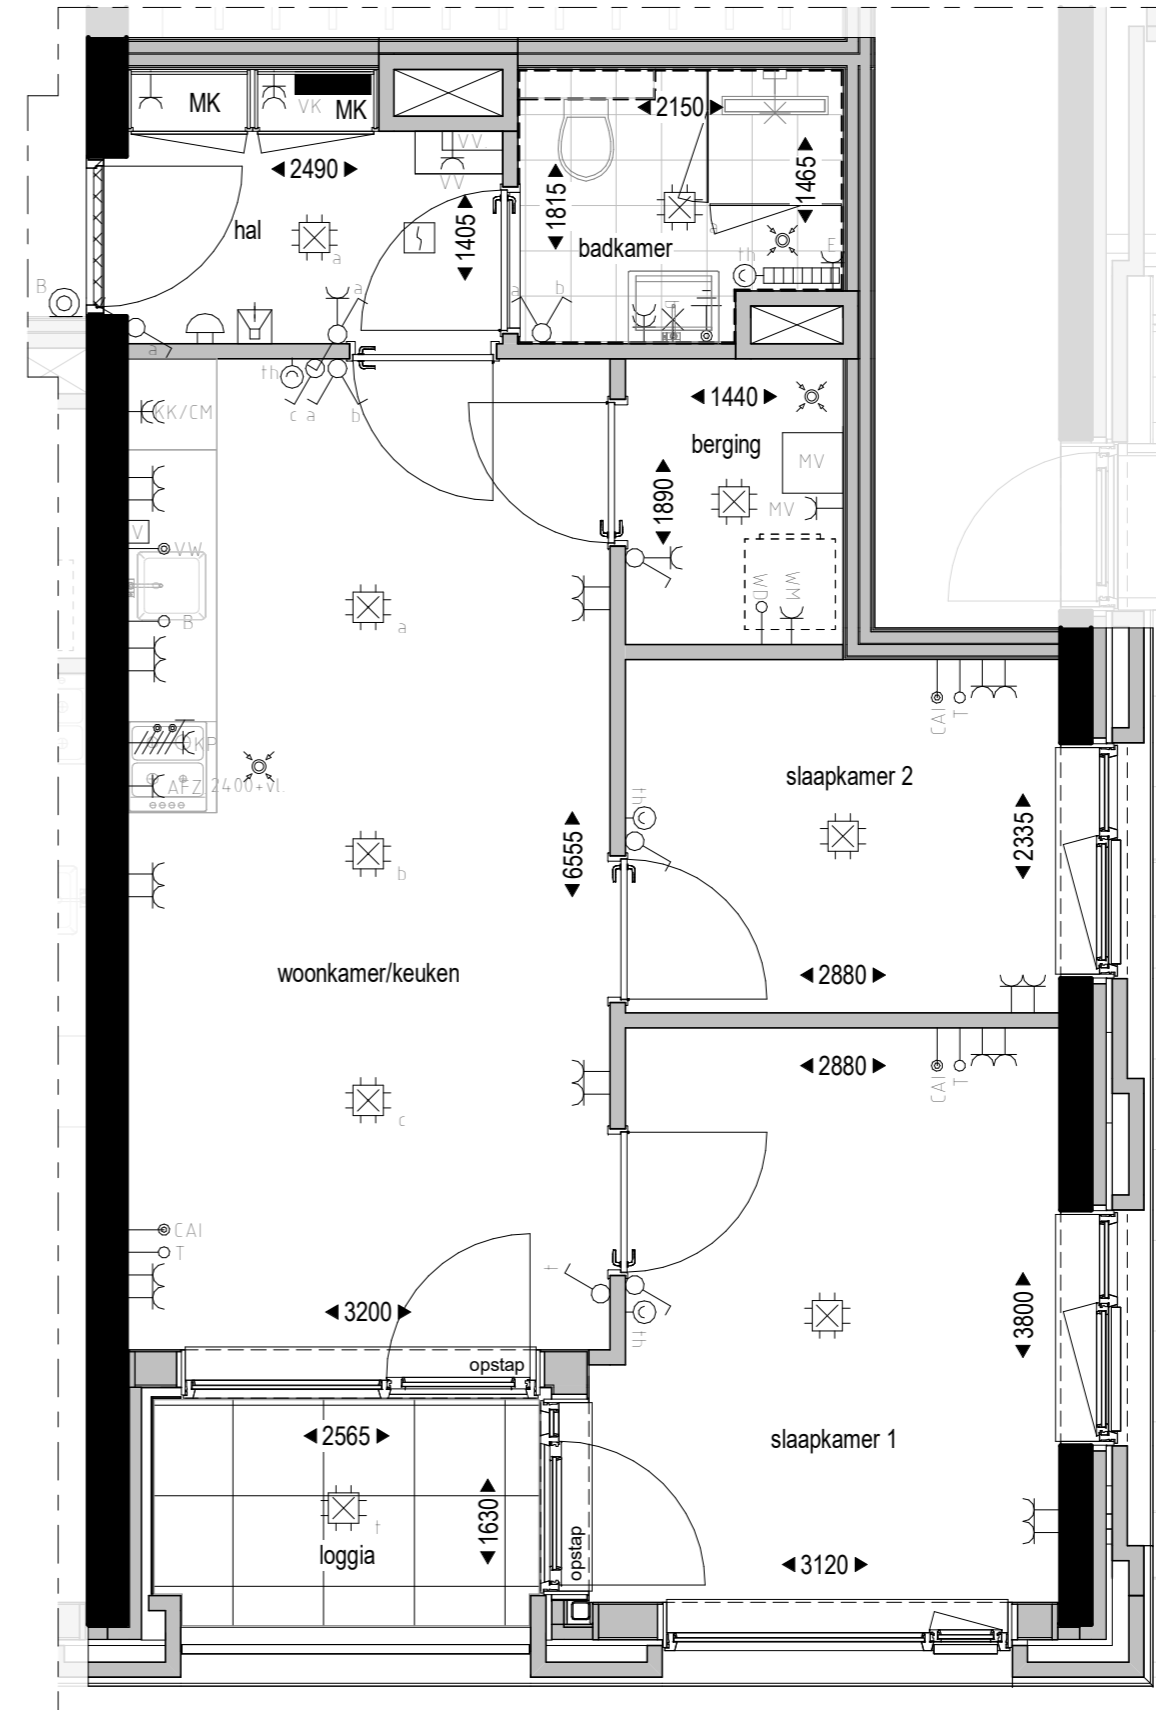 MK
VK
MK
2490
VV
VV
1405
hal
a
B
a
a
2150
1815
1465
badkamer
a
th
E
a
b
th
c
a
b
KK/CM
V
VW
B
1440
berging
MV
1890
MV
WD
WM
a
KP
AFZ.
2400+vl.
CAI
T
slaapkamer 2
th
2335
b
6555
2880
woonkamer/keuken
2880
CAI
T
c
CAI
T
t
3200
th
3800
opstap
2565
slaapkamer 1
1630
t
loggia
opstap
3120